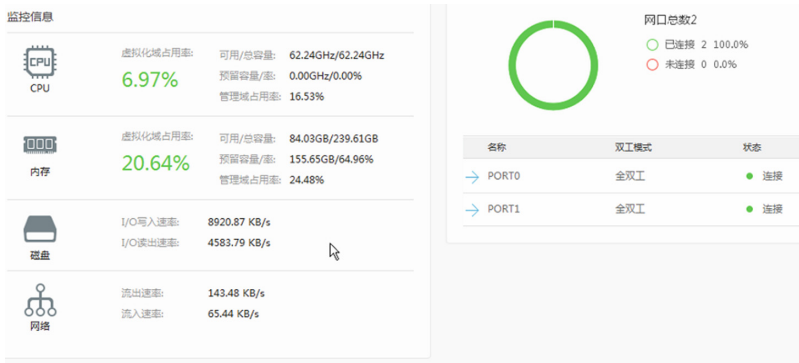 监控信息
CPU
CPU
虚拟化域占用率:
6.97%
可用/总容量: 62.24GHz/62.24GHz
预留容量/率: 0.00GHz/0.00%
管理域占用率: 16.53%
内存
虚拟化域占用率:
20.64%
可用/总容量: 84.03GB/239.61GB
预留容量/率: 155.65GB/64.96%
管理域占用率: 24.48%
磁盘
I/O写入速率: 8920.87 KB/s
I/O读出速率: 4583.79 KB/s
网络
流出速率: 143.48 KB/s
流入速率: 65.44 KB/s
网口总数2
已连接 2 100.0%
未连接 0 0.0%
名称 双工模式 状态
PORT0 全双工 连接
PORT1 全双工 连接